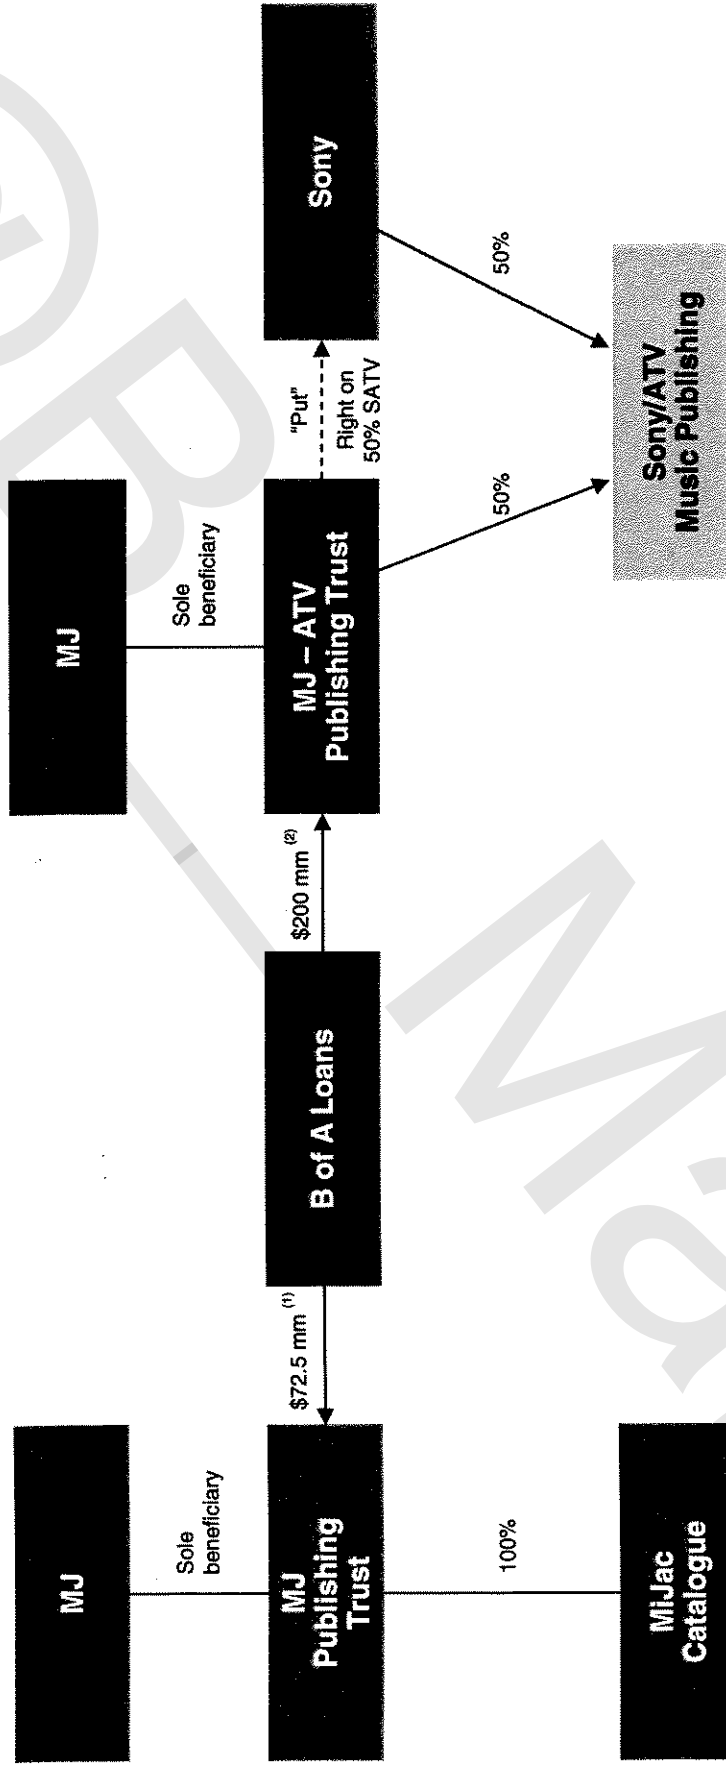 MJ
MJ
Sole
beneficiary
Sole
beneficiary
MJ
Publishing
Trust
$72.5 mm (1)
B of A Loans
$200 mm (2)
MJ – ATV
Publishing Trust
"Put"
Right on
50% SATV
Sony
100%
50%
50%
MiJac
Catalogue
Sony/ATV
Music Publishing